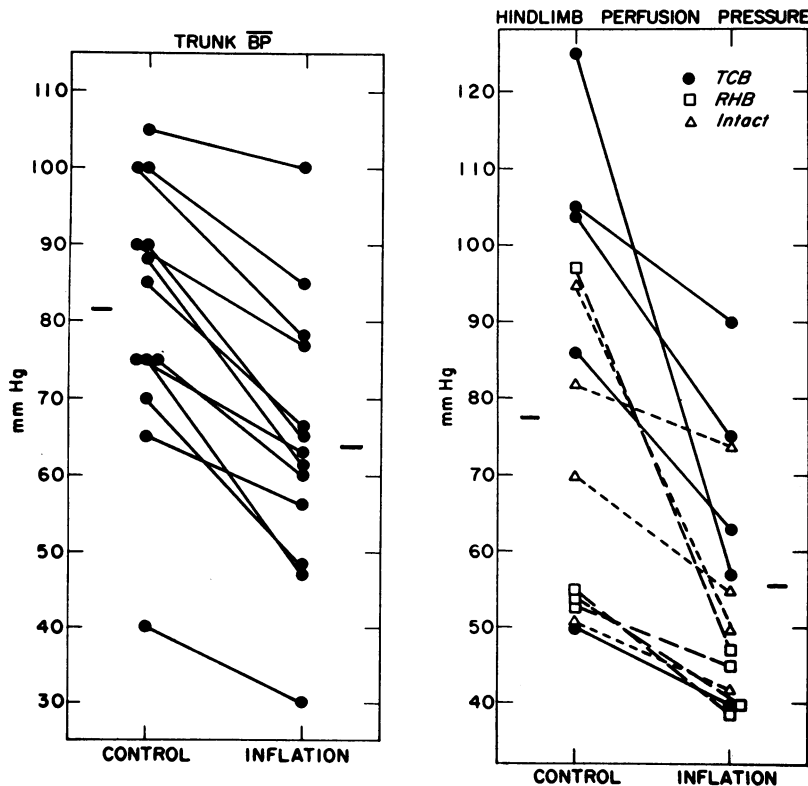 TRUNK B̅P̅
110
100
90
80
70
60
50
40
30
mm Hg
CONTROL INFLATION
HINDLIMB PERFUSION PRESSURE
TCB
RHB
Intact
120
110
100
90
80
70
60
50
40
mm Hg
CONTROL INFLATION